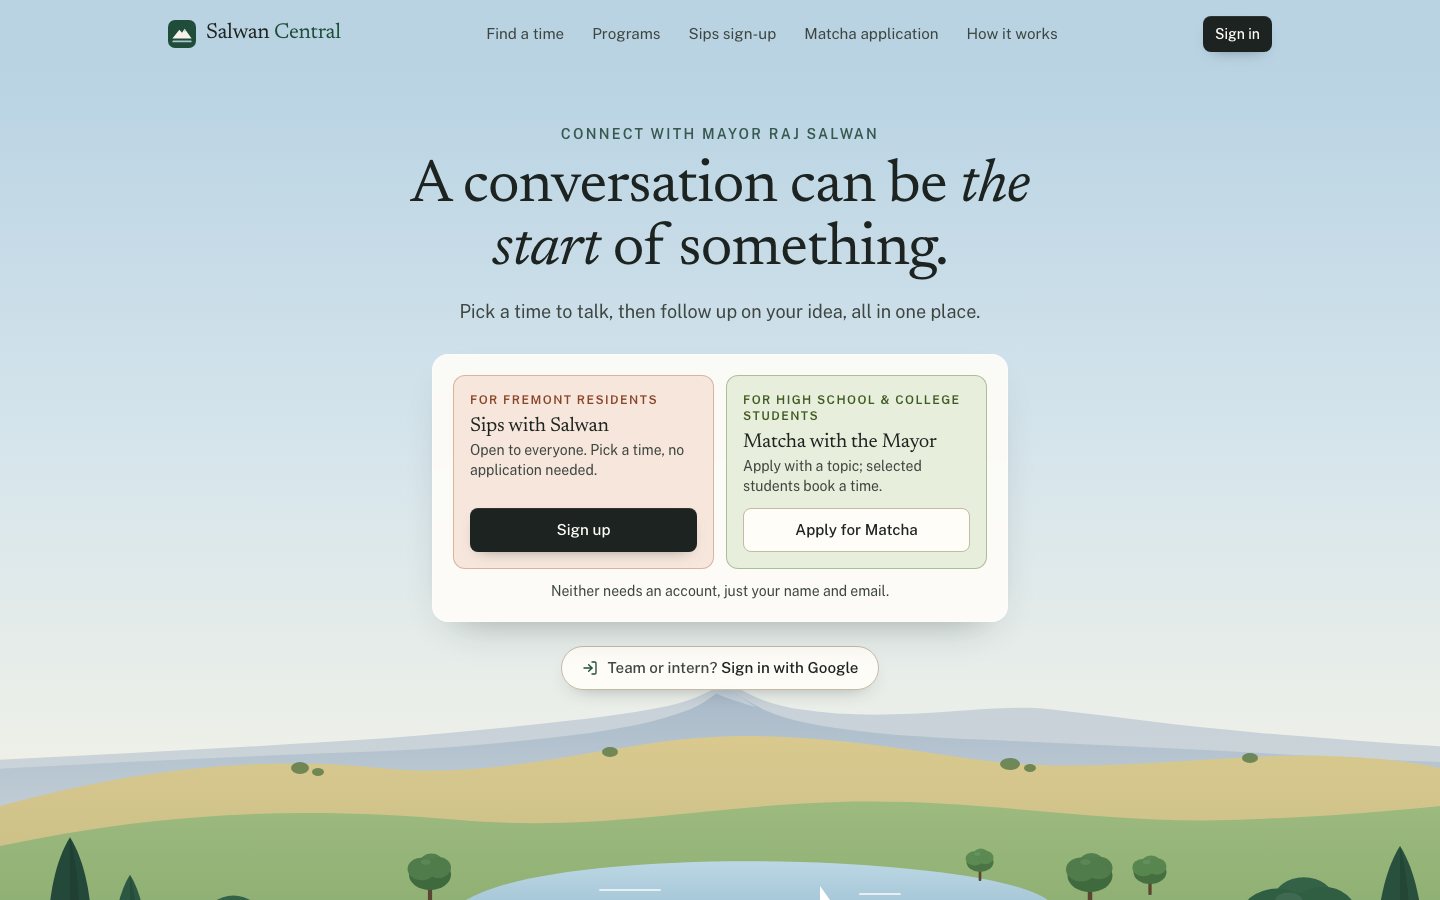 Salwan Central
Find a time
Programs
Sips sign-up
Matcha application
How it works
Sign in
CONNECT WITH MAYOR RAJ SALWAN
A conversation can be the
start of something.
Pick a time to talk, then follow up on your idea, all in one place.
FOR FREMONT RESIDENTS
Sips with Salwan
Open to everyone. Pick a time, no
application needed.
Sign up
FOR HIGH SCHOOL & COLLEGE
STUDENTS
Matcha with the Mayor
Apply with a topic; selected
students book a time.
Apply for Matcha
Neither needs an account, just your name and email.
Team or intern? Sign in with Google